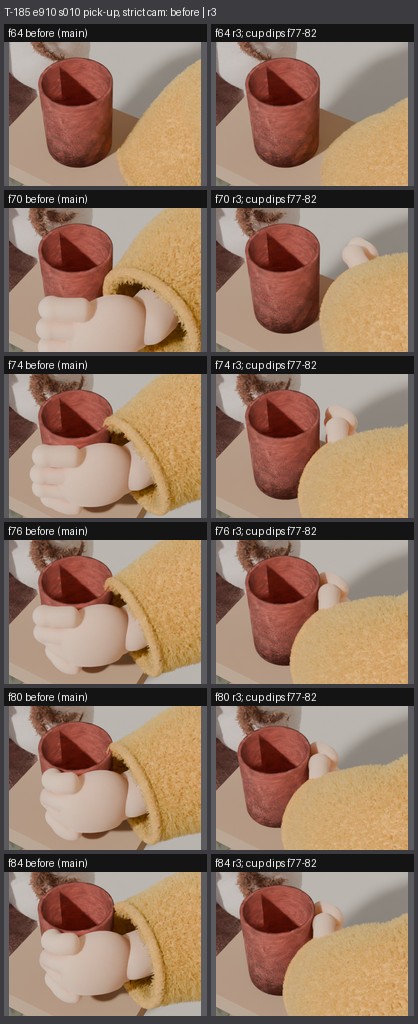 T-185 e910 s010 pick-up, strict cam: before | r3
f64 before (main)
f64 r3; cup dips f77-82
f70 before (main)
f70 r3; cup dips f77-82
f74 before (main)
f74 r3; cup dips f77-82
f76 before (main)
f76 r3; cup dips f77-82
f80 before (main)
f80 r3; cup dips f77-82
f84 before (main)
f84 r3; cup dips f77-82